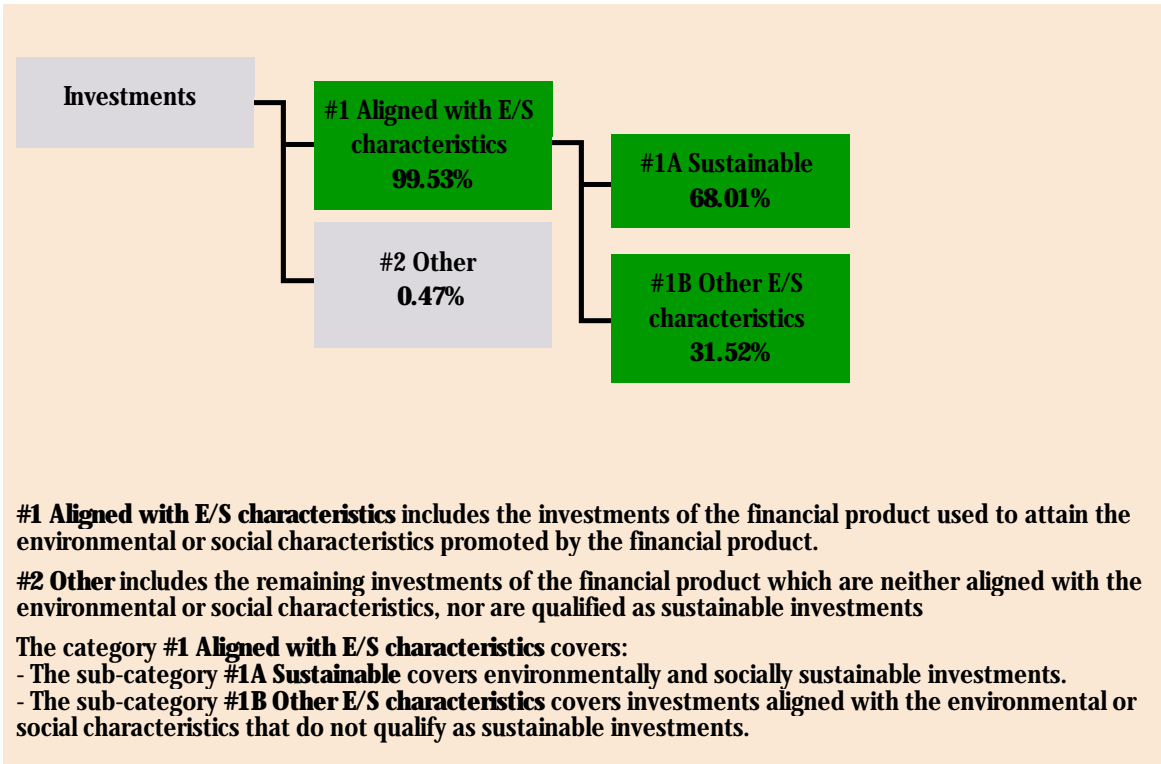 Investments
#1 Aligned with E/S
characteristics
99.53%
#2 Other
0.47%
#1A Sustainable
68.01%
#1B Other E/S
characteristics
31.52%
#1 Aligned with E/S characteristics includes the investments of the financial product used to attain the
environmental or social characteristics promoted by the financial product.
#2 Other includes the remaining investments of the financial product which are neither aligned with the
environmental or social characteristics, nor are qualified as sustainable investments
The category #1 Aligned with E/S characteristics covers:
- The sub-category #1A Sustainable covers environmentally and socially sustainable investments.
- The sub-category #1B Other E/S characteristics covers investments aligned with the environmental or
social characteristics that do not qualify as sustainable investments.